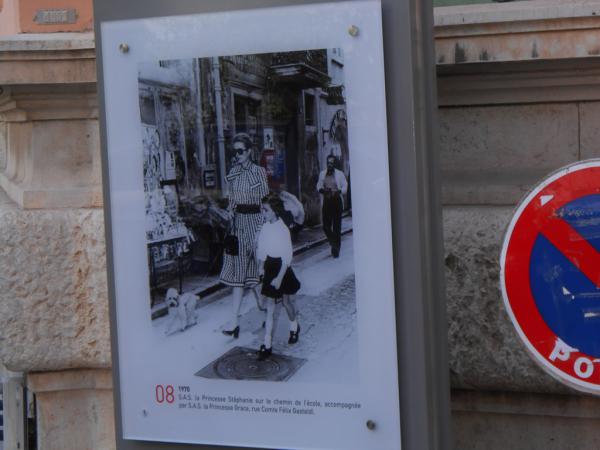 08
1970
S.A.S. la Princesse Stéphanie sur le chemin de l'école, accompagnée
par S.A.S. la Princesse Grace, rue Comte Félix Gastaldi.
PO